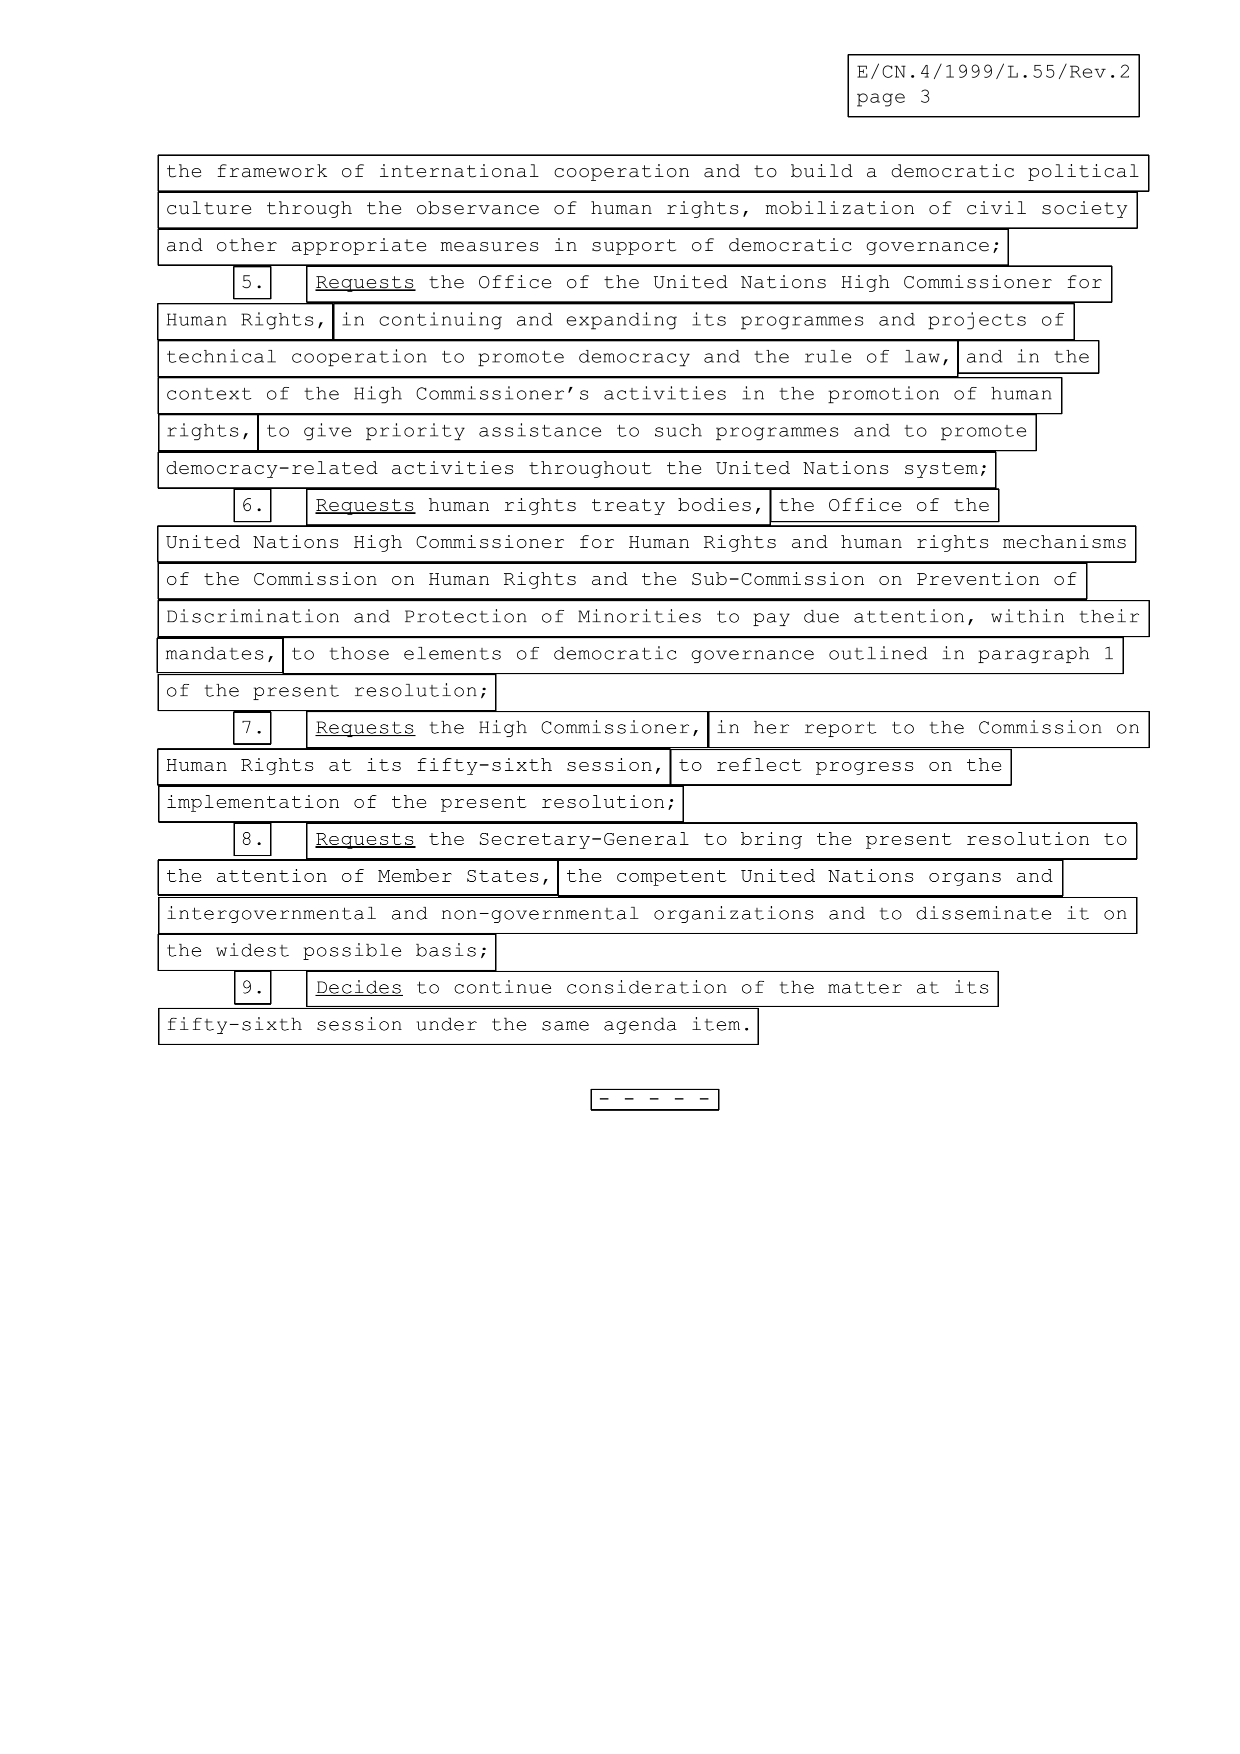 E/CN.4/1999/L.55/Rev.2
page 3
the framework of international cooperation and to build a democratic political
culture through the observance of human rights, mobilization of civil society
and other appropriate measures in support of democratic governance;
5. Requests the Office of the United Nations High Commissioner for
Human Rights, in continuing and expanding its programmes and projects of
technical cooperation to promote democracy and the rule of law, and in the
context of the High Commissioner's activities in the promotion of human
rights, to give priority assistance to such programmes and to promote
democracy-related activities throughout the United Nations system;
6. Requests human rights treaty bodies, the Office of the
United Nations High Commissioner for Human Rights and human rights mechanisms
of the Commission on Human Rights and the Sub-Commission on Prevention of
Discrimination and Protection of Minorities to pay due attention, within their
mandates, to those elements of democratic governance outlined in paragraph 1
of the present resolution;
7. Requests the High Commissioner, in her report to the Commission on
Human Rights at its fifty-sixth session, to reflect progress on the
implementation of the present resolution;
8. Requests the Secretary-General to bring the present resolution to
the attention of Member States, the competent United Nations organs and
intergovernmental and non-governmental organizations and to disseminate it on
the widest possible basis;
9. Decides to continue consideration of the matter at its
fifty-sixth session under the same agenda item.
- - - - -